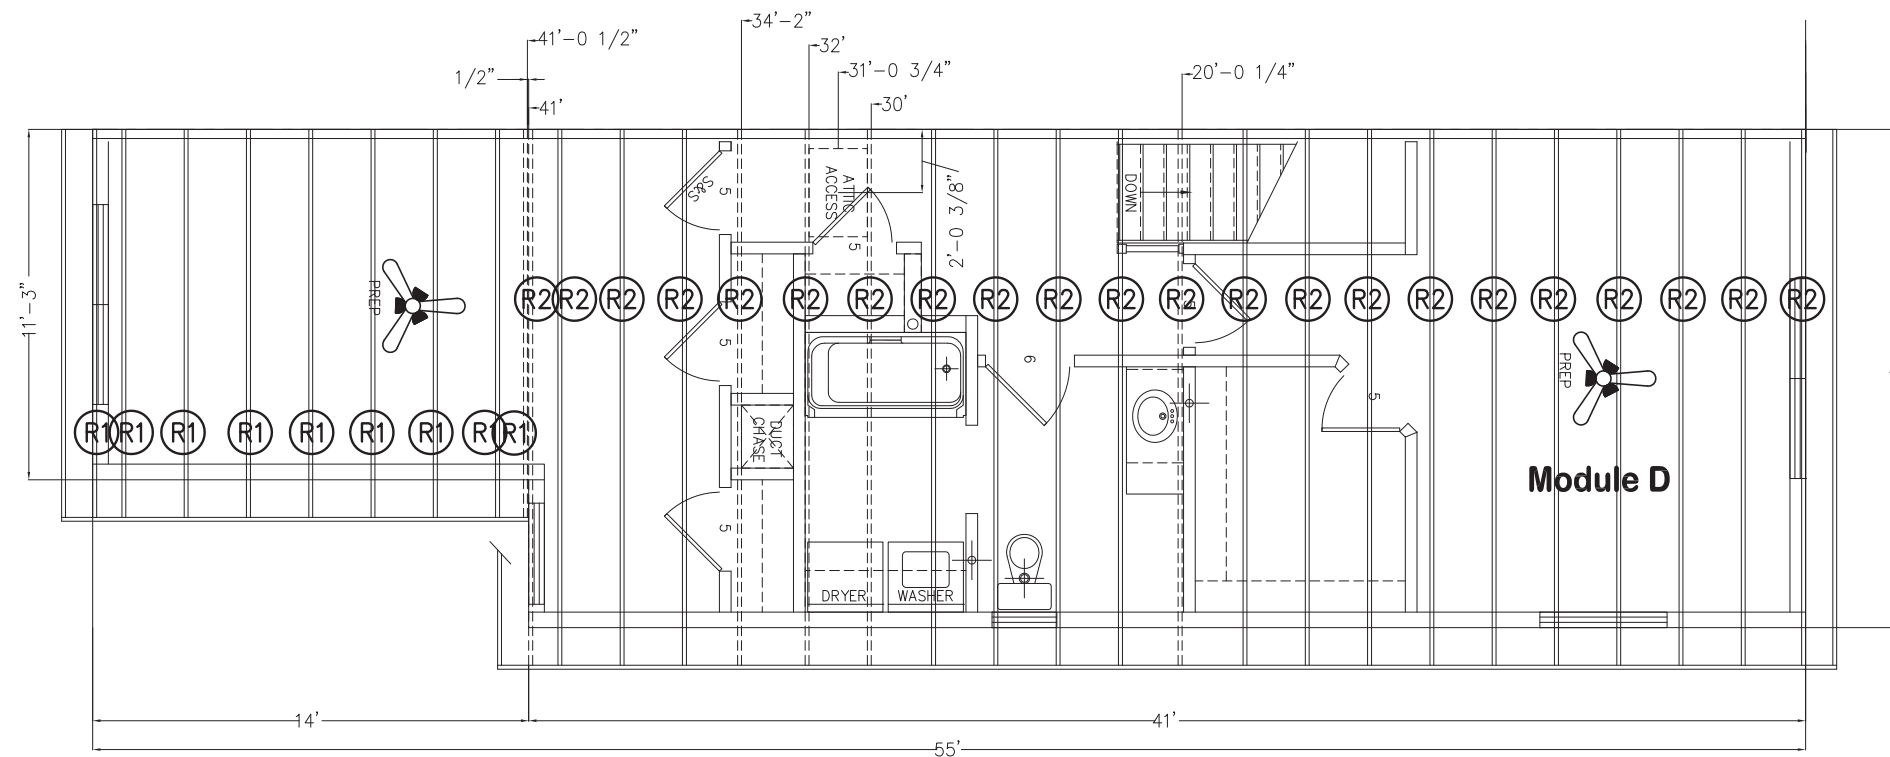 34'-2"
41'-0 1/2"
32'
31'-0 3/4"
20'-0 1/4"
1/2"
41'
30'
S&S
5
ATTIC
ACCESS
5
2'-0 3/8"
DOWN
11'-3"
PREP
R2 R2 R2 R2 R2 R2 R2 R2 R2 R2 R2 R2 R2 R2 R2 R2 R2 R2 R2 R2 R2 R2
5
6
5
PREP
R1 R1 R1 R1 R1 R1 R1 R1 R1
DUCT
CHASE
Module D
5
DRYER
WASHER
14'
41'
55'